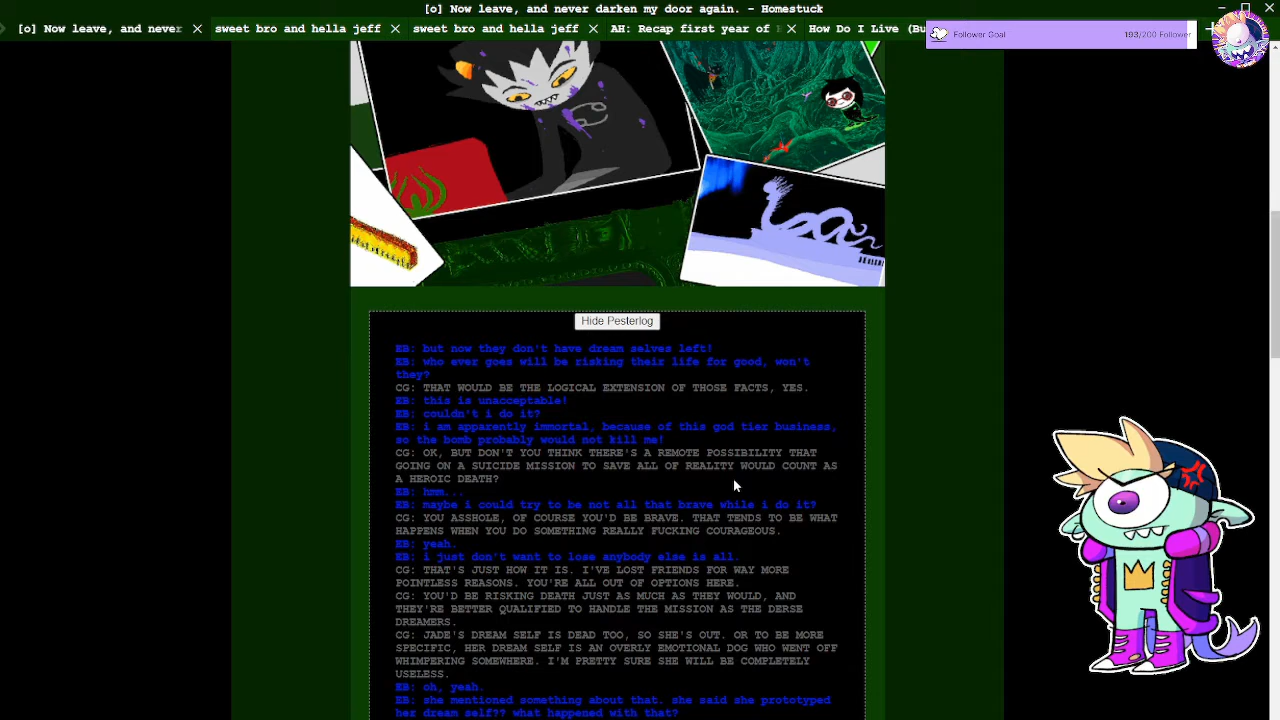 [o] Now leave, and never darken my door again. - Homestuck
[o] Now leave, and never
sweet bro and hella jeff
sweet bro and hella jeff
AH: Recap first year of
How Do I Live (Bu
Follower Goal
193/200 Follower
Hide Pesterlog
EB: but now they don't have dream selves left!
EB: who ever goes will be risking their life for good, won't
they?
CG: THAT WOULD BE THE LOGICAL EXTENSION OF THOSE FACTS, YES.
EB: this is unacceptable!
EB: couldn't i do it?
EB: i am apparently immortal, because of this god tier business,
so the bomb probably would not kill me!
CG: OK, BUT DON'T YOU THINK THERE'S A REMOTE POSSIBILITY THAT
GOING ON A SUICIDE MISSION TO SAVE ALL OF REALITY WOULD COUNT AS
A HEROIC DEATH?
EB: hmm...
EB: maybe i could try to be not all that brave while i do it?
CG: YOU ASSHOLE, OF COURSE YOU'D BE BRAVE. THAT TENDS TO BE WHAT
HAPPENS WHEN YOU DO SOMETHING REALLY FUCKING COURAGEOUS.
EB: yeah.
EB: i just don't want to lose anybody else is all.
CG: THAT'S JUST HOW IT IS. I'VE LOST FRIENDS FOR WAY MORE
POINTLESS REASONS. YOU'RE ALL OUT OF OPTIONS HERE.
CG: YOU'D BE RISKING DEATH JUST AS MUCH AS THEY WOULD, AND
THEY'RE BETTER QUALIFIED TO HANDLE THE MISSION AS THE DERSE
DREAMERS.
CG: JADE'S DREAM SELF IS DEAD TOO, SO SHE'S OUT. OR TO BE MORE
SPECIFIC, HER DREAM SELF IS AN OVERLY EMOTIONAL DOG WHO WENT OFF
WHIMPERING SOMEWHERE. I'M PRETTY SURE SHE WILL BE COMPLETELY
USELESS.
EB: oh, yeah.
EB: she mentioned something about that. she said she prototyped
her dream self?? what happened with that?